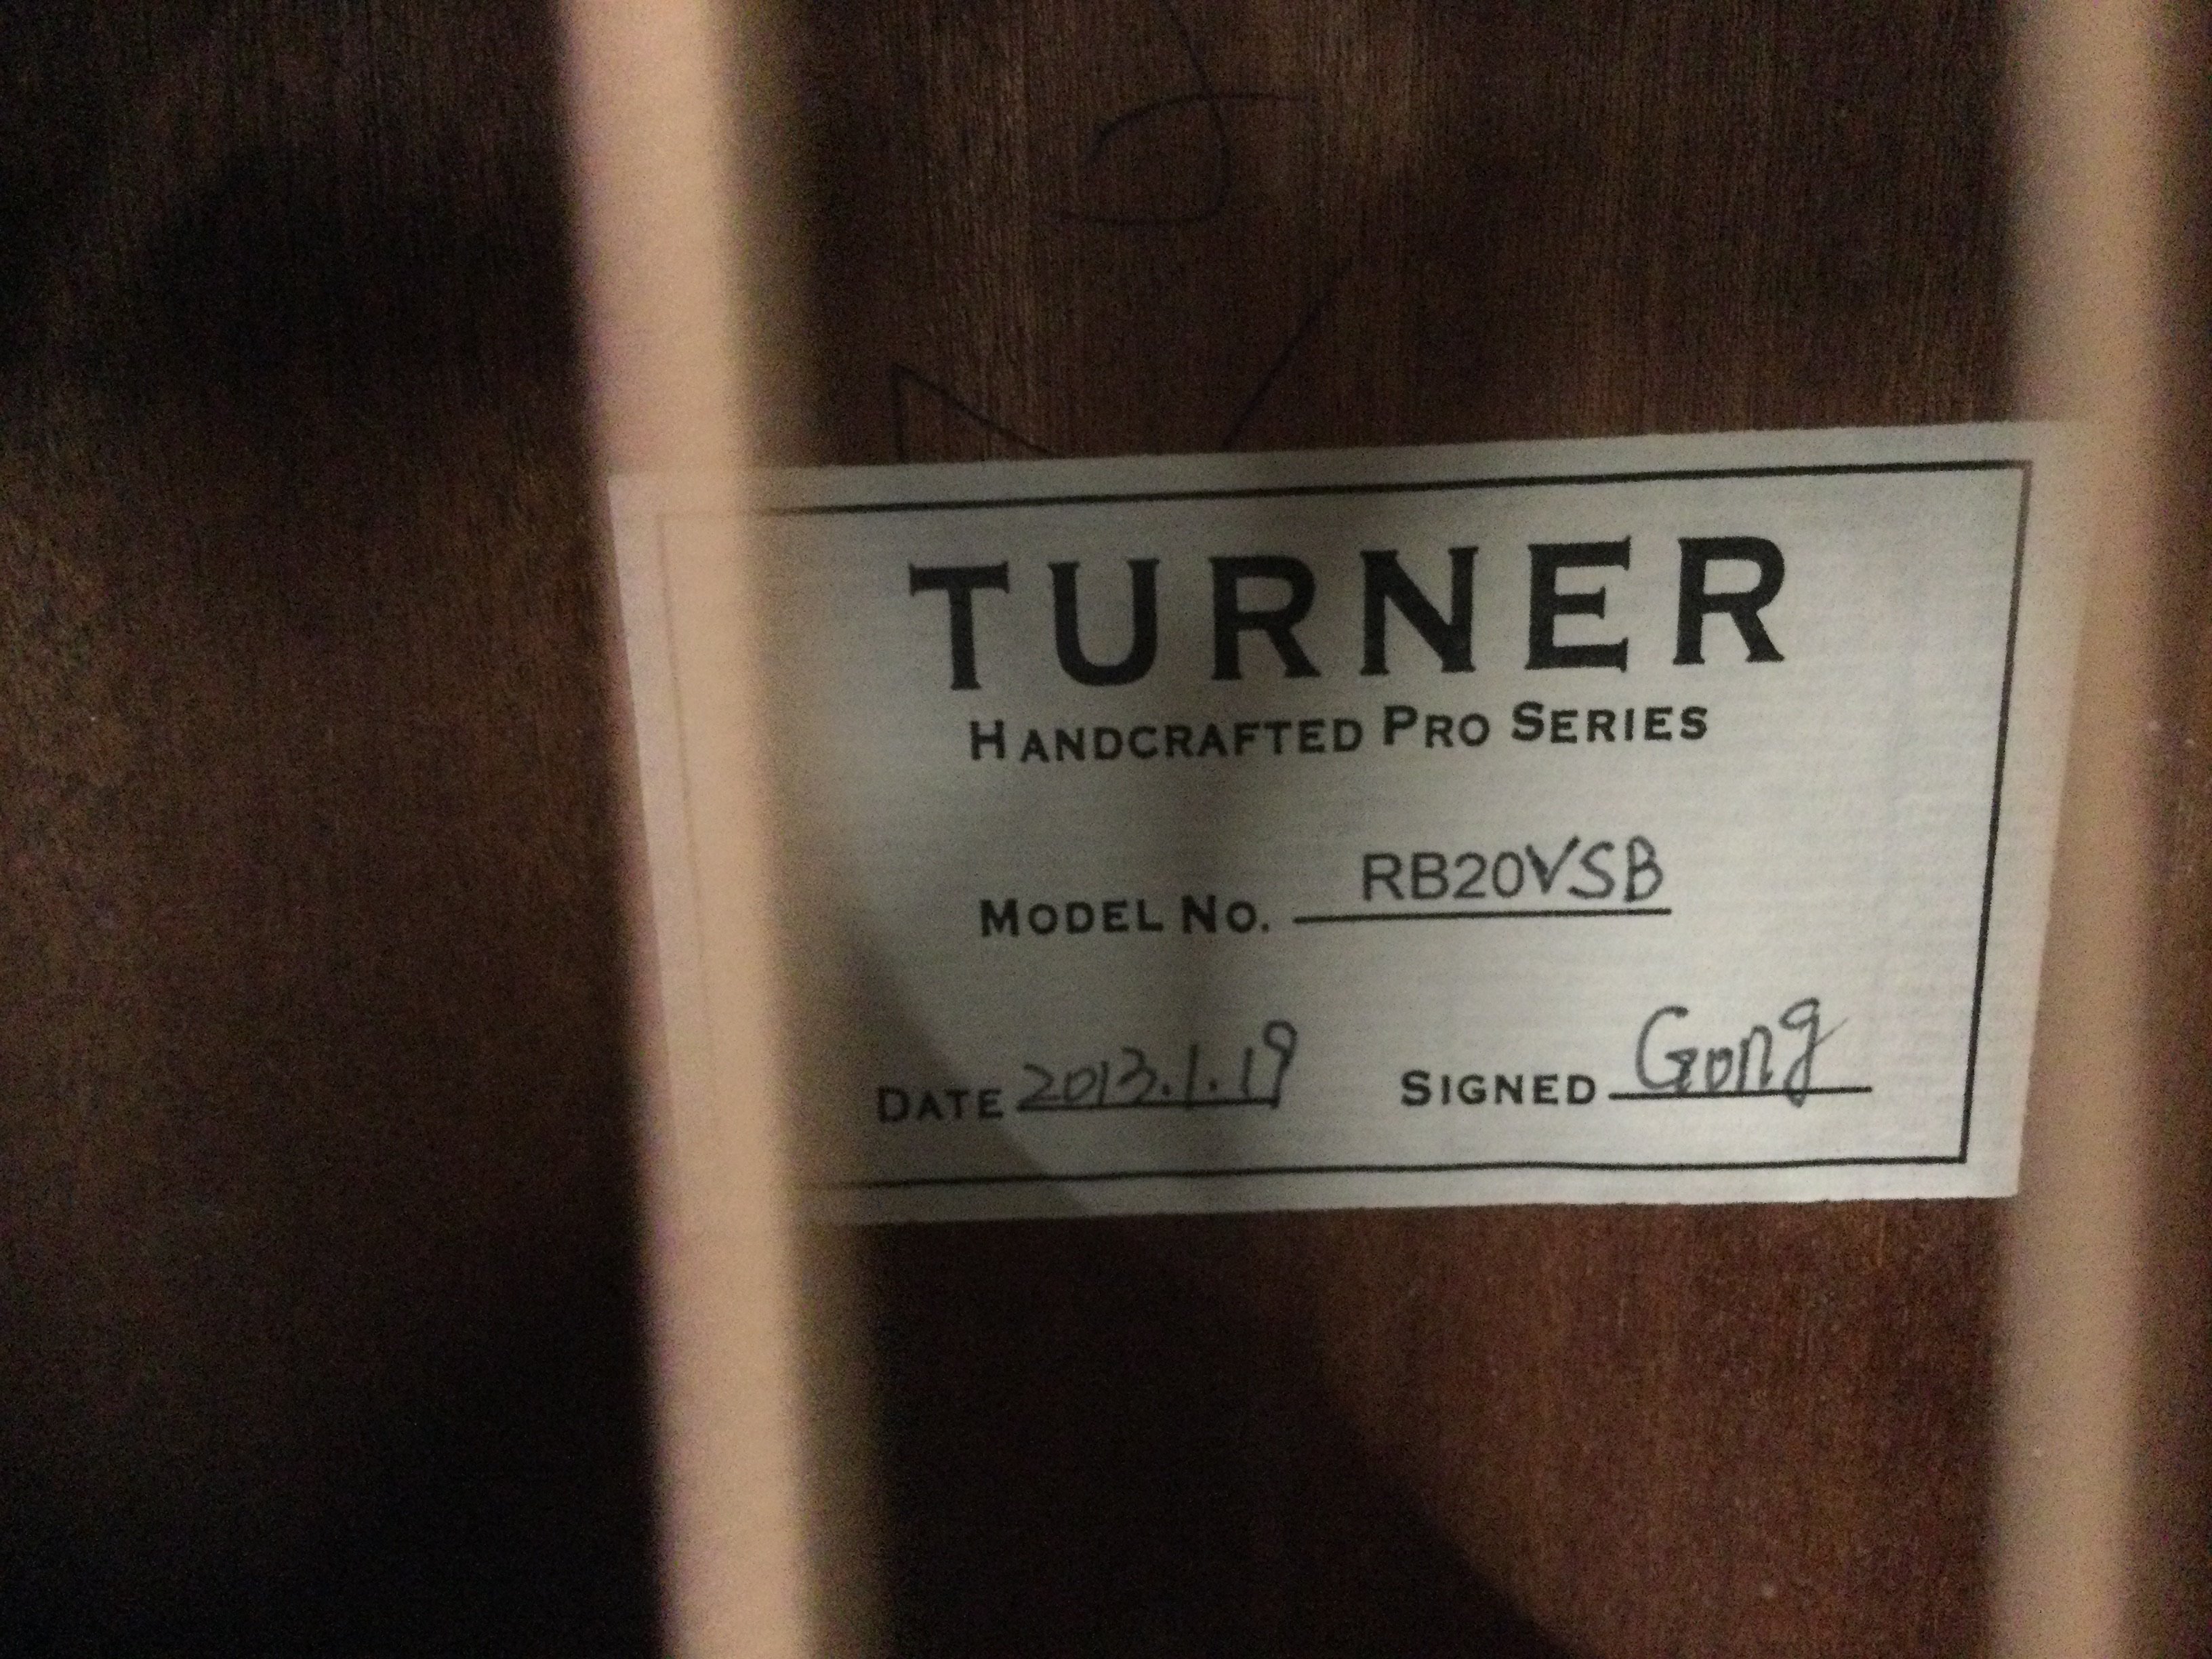 TURNER
HANDCRAFTED PRO SERIES
MODEL NO. RB20VSB
DATE 2013.1.19 SIGNED Gong